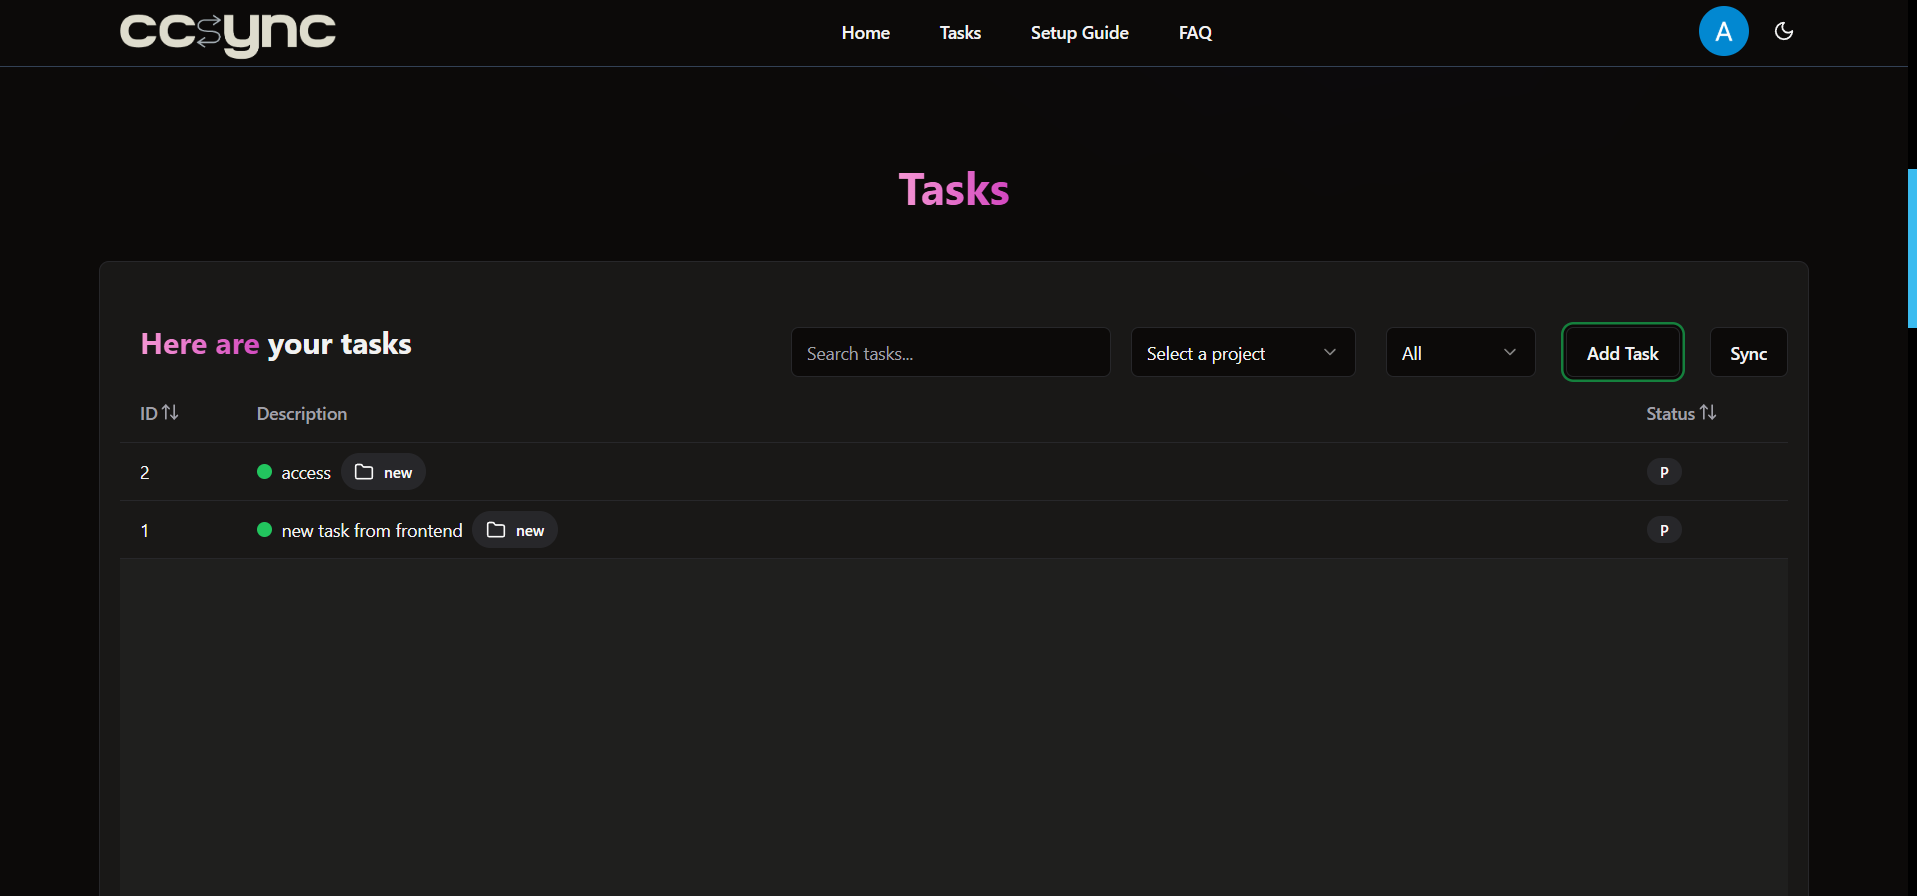 ccsync
Home Tasks Setup Guide FAQ
A
Tasks
Here are your tasks
Search tasks...
Select a project
All
Add Task
Sync
ID Description Status
2 access new P
1 new task from frontend new P